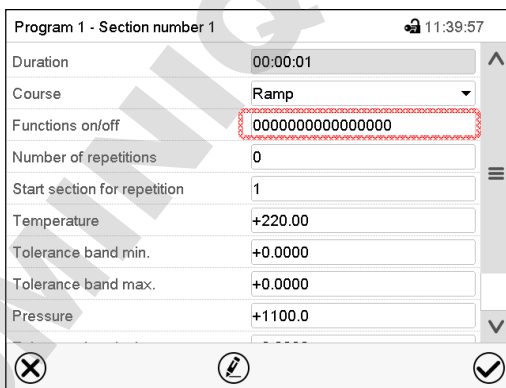 Program 1 - Section number 1 11:39:57
Duration 00:00:01
Course Ramp
Functions on/off 0000000000000000
Number of repetitions 0
Start section for repetition 1
Temperature +220.00
Tolerance band min. +0.0000
Tolerance band max. +0.0000
Pressure +1100.0